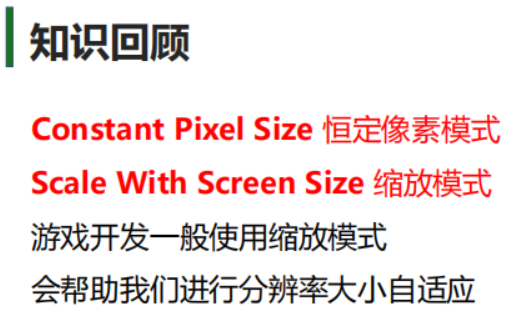 知识回顾
Constant Pixel Size 恒定像素模式
Scale With Screen Size 缩放模式
游戏开发一般使用缩放模式
会帮助我们进行分辨率大小自适应